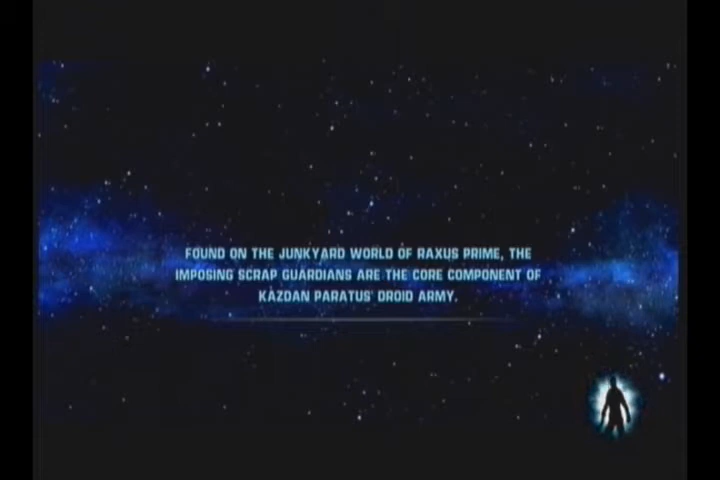 FOUND ON THE JUNKYARD WORLD OF RAXUS PRIME, THE
IMPOSING SCRAP GUARDIANS ARE THE CORE COMPONENT OF
KAZDAN PARATUS' DROID ARMY.